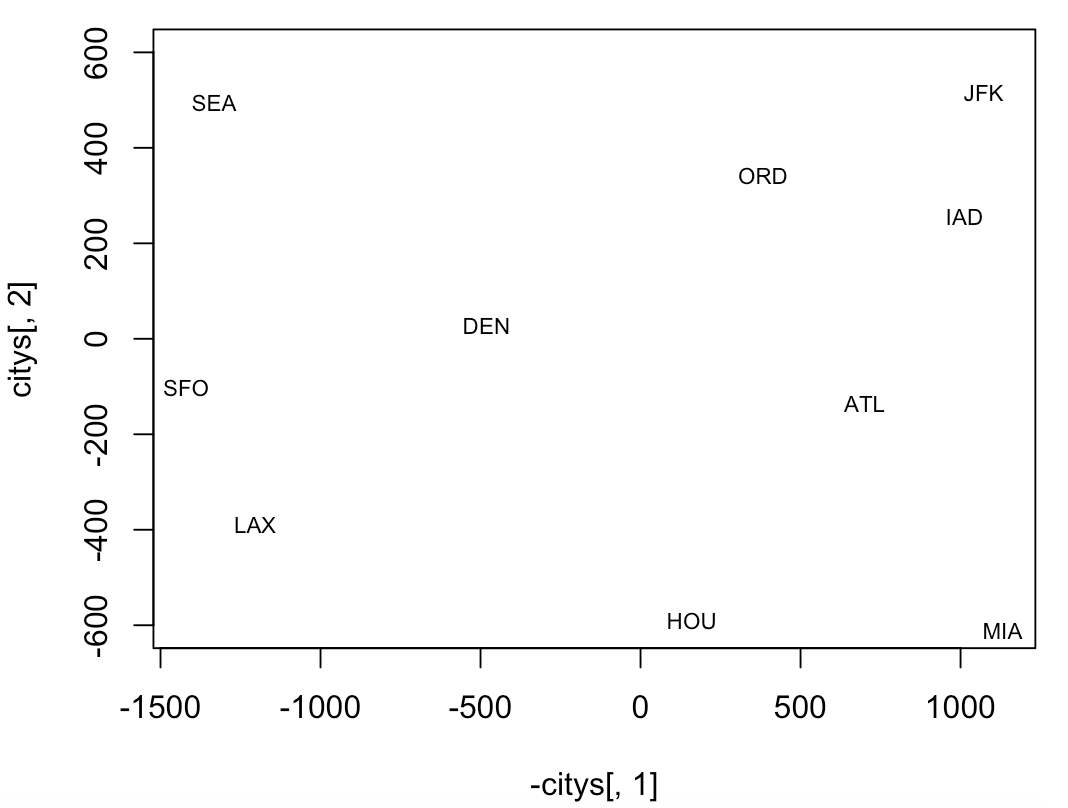 600
SEA
JFK
400
ORD
IAD
200
DEN
0
SFO
ATL
-200
LAX
-400
HOU
MIA
-600
citys[, 2]
-1500 -1000 -500 0 500 1000
-citys[, 1]